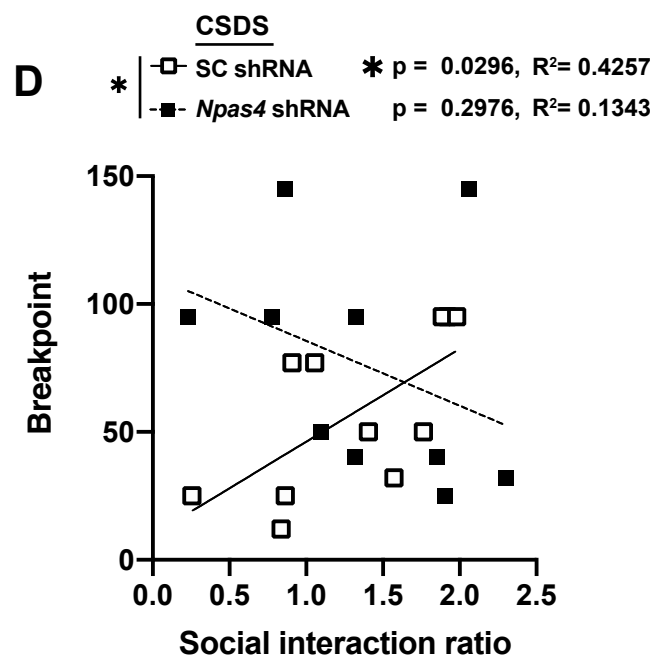 CSDS
D
* SC shRNA * p = 0.0296, R²= 0.4257
Npas4 shRNA p = 0.2976, R²= 0.1343
150
100
50
0
Breakpoint
0.0 0.5 1.0 1.5 2.0 2.5
Social interaction ratio